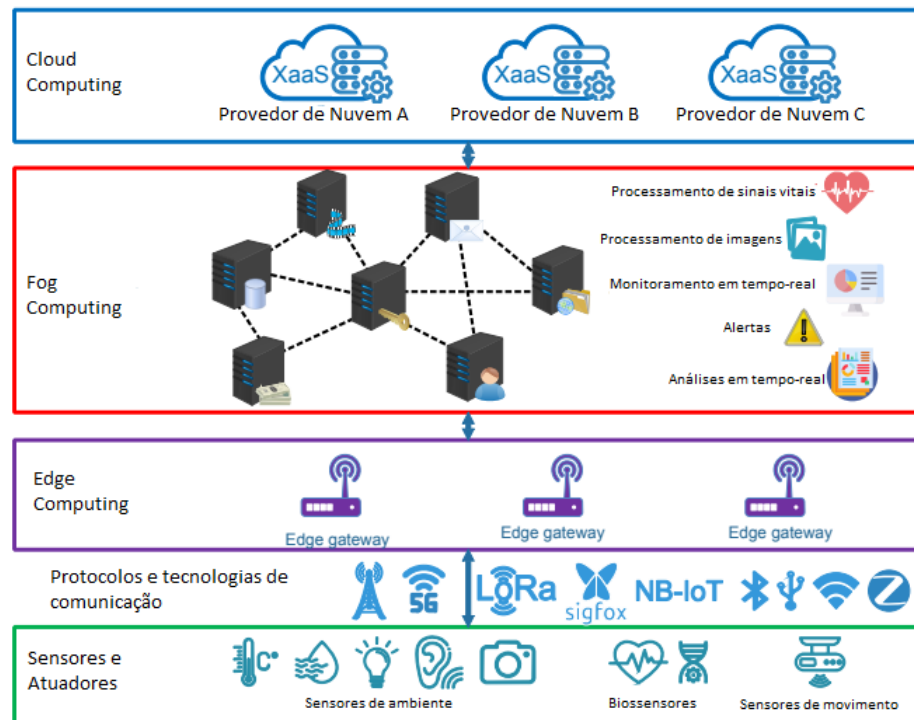 Cloud
Computing
XaaS
XaaS
XaaS
Provedor de Nuvem A
Provedor de Nuvem B
Provedor de Nuvem C
Fog
Computing
Processamento de sinais vitais
Processamento de imagens
Monitoramento em tempo-real
Alertas
Análises em tempo-real
Edge
Computing
Edge gateway
Edge gateway
Edge gateway
Protocolos e tecnologias de
comunicação
5G
LoRa
sigfox
NB-IoT
Sensores e
Atuadores
C°
Sensores de ambiente
Biossensores
Sensores de movimento